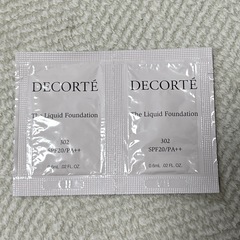 DECORTÉ
The Liquid Foundation
302
SPF20/PA++
DECORTÉ
The Liquid Foundation
302
SPF20/PA++